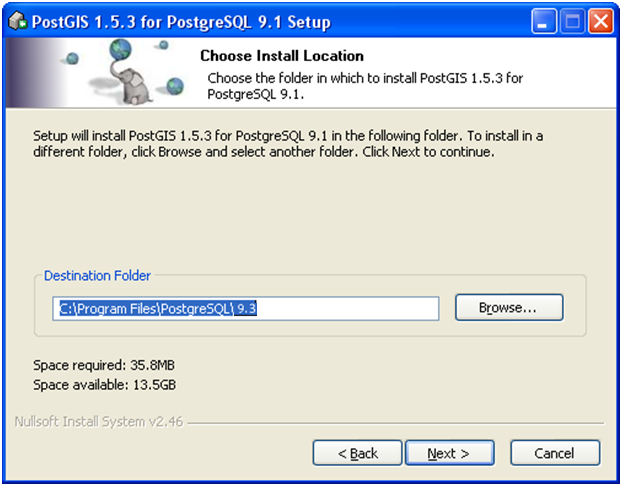 PostGIS 1.5.3 for PostgreSQL 9.1 Setup
Choose Install Location
Choose the folder in which to install PostGIS 1.5.3 for
PostgreSQL 9.1.
Setup will install PostGIS 1.5.3 for PostgreSQL 9.1 in the following folder. To install in a
different folder, click Browse and select another folder. Click Next to continue.
Destination Folder
C:\Program Files\PostgreSQL\ 9.3
Browse...
Space required: 35.8MB
Space available: 13.5GB
Nullsoft Install System v2.46
< Back
Next >
Cancel